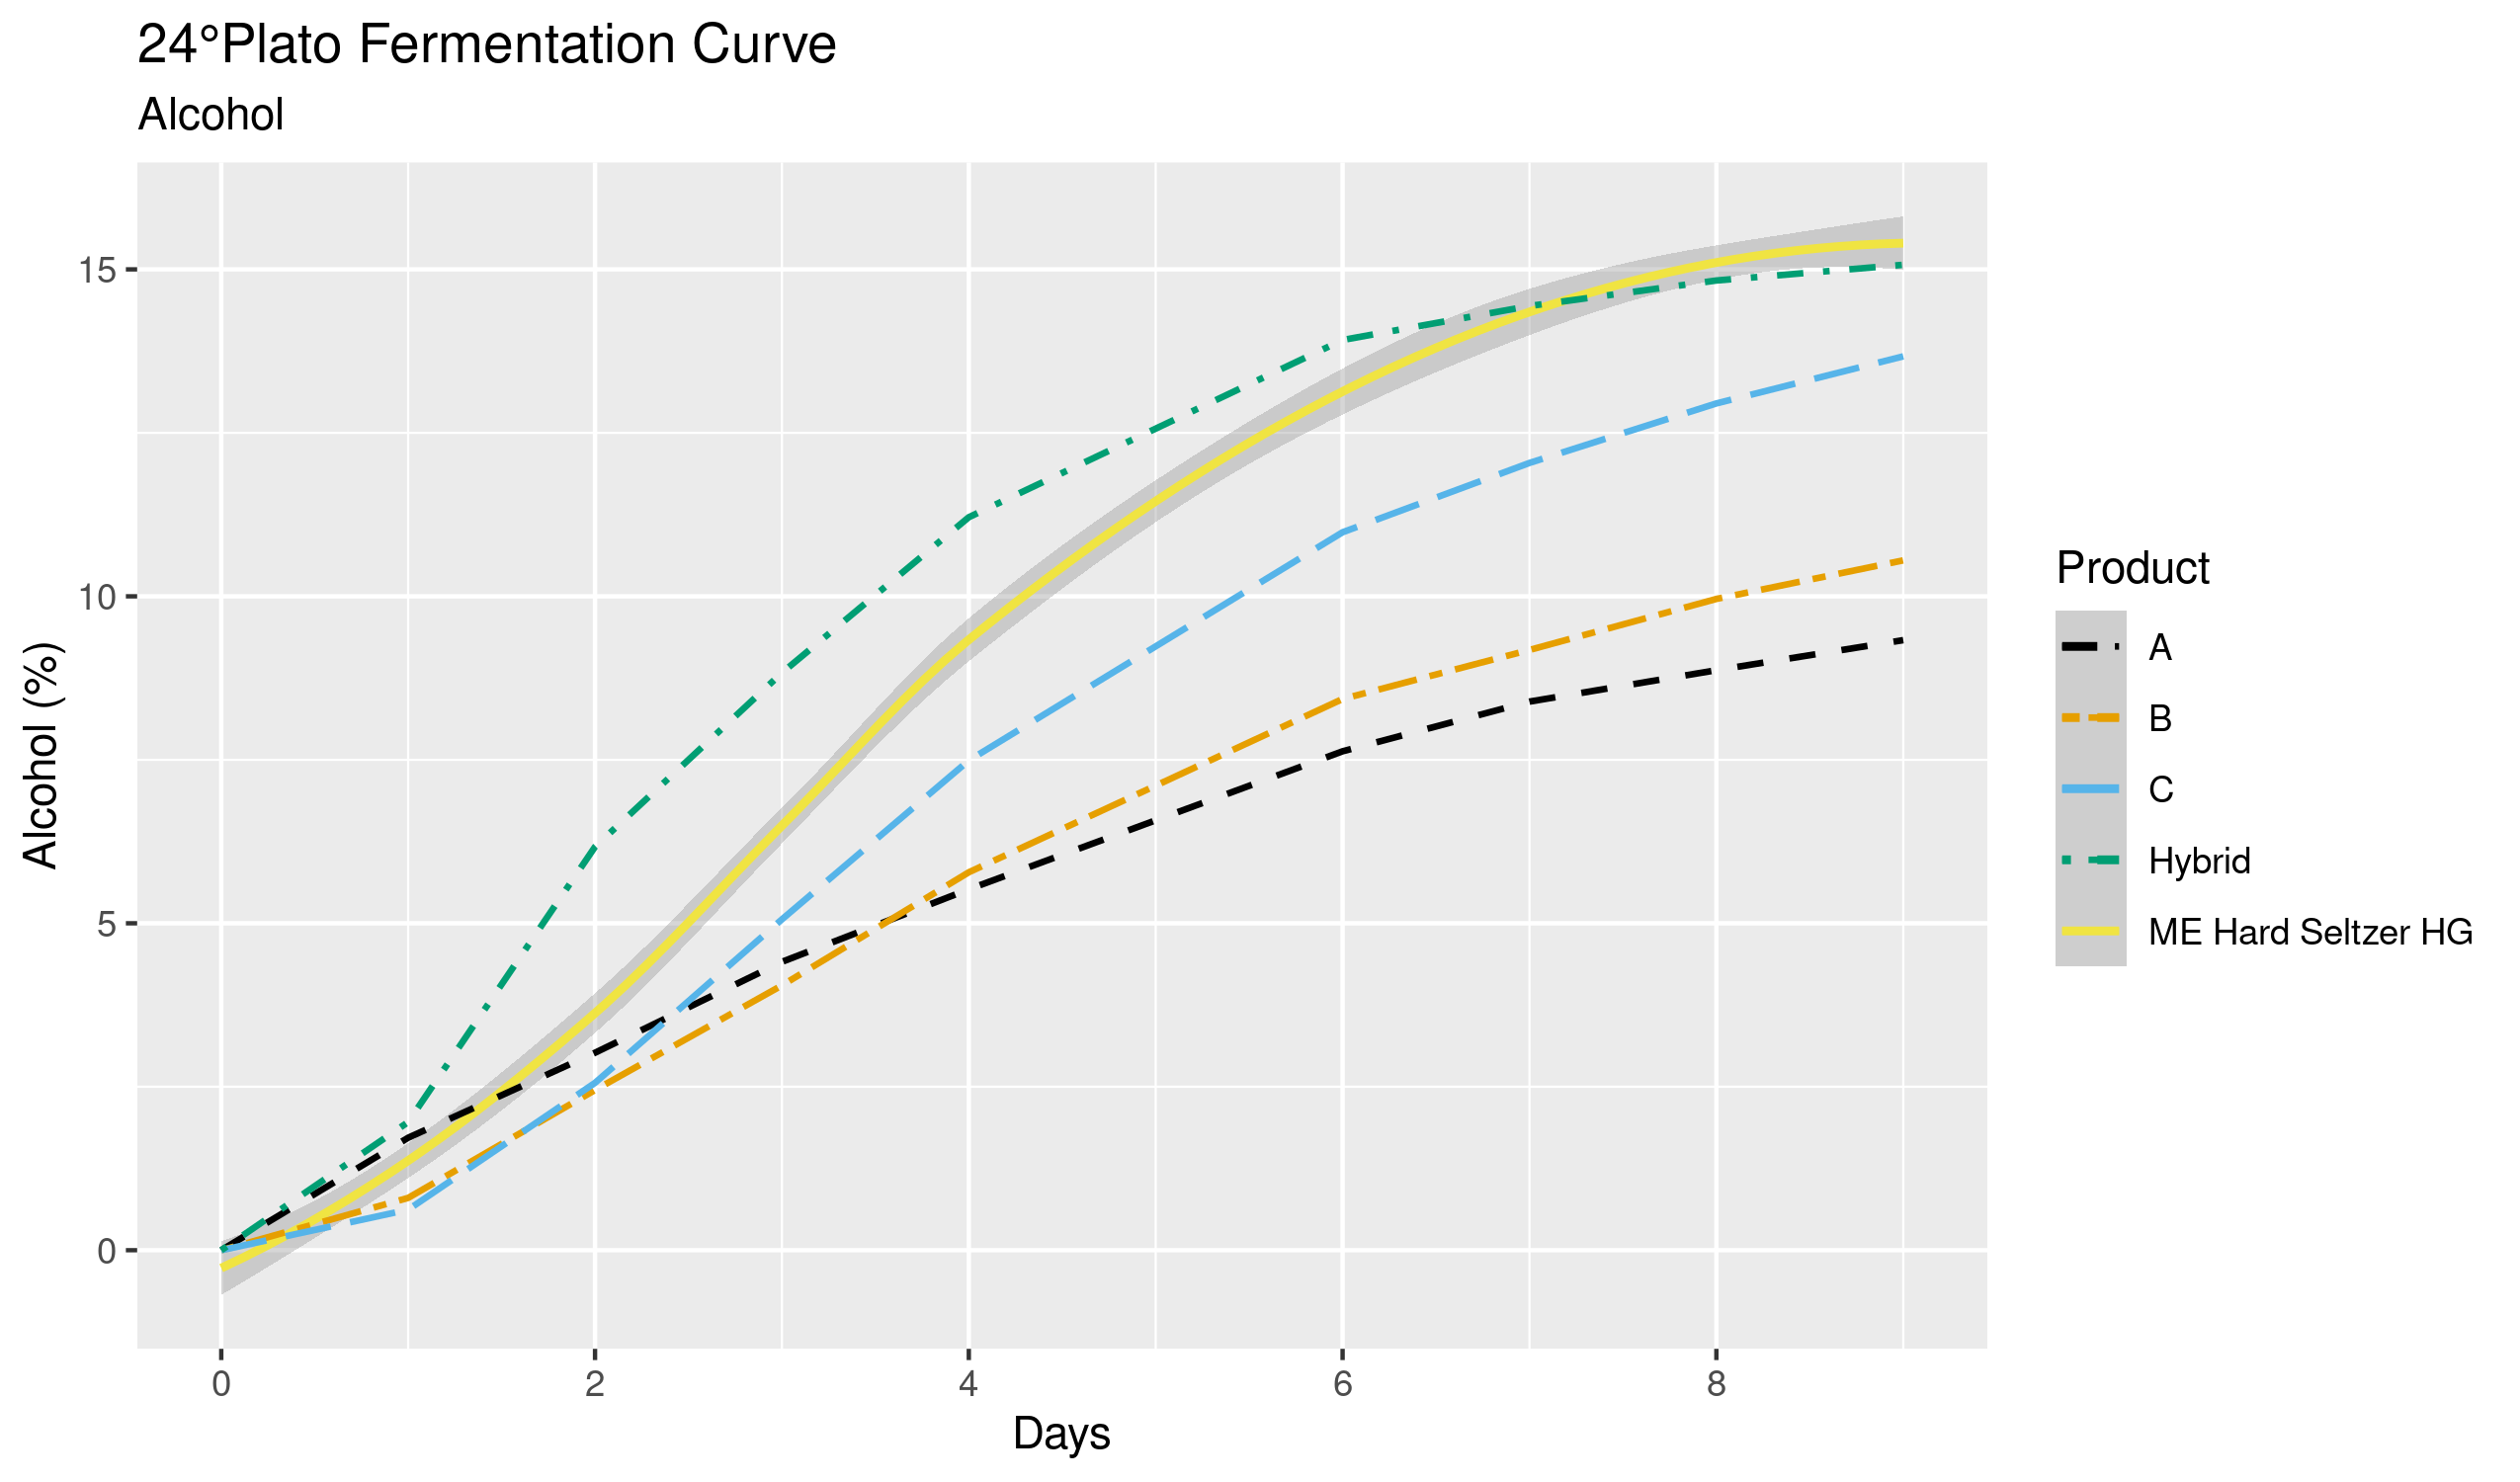 24°Plato Fermentation Curve
Alcohol
Alcohol (%)
15
10
5
0
0 2 4 6 8
Days
Product
A
B
C
Hybrid
ME Hard Seltzer HG